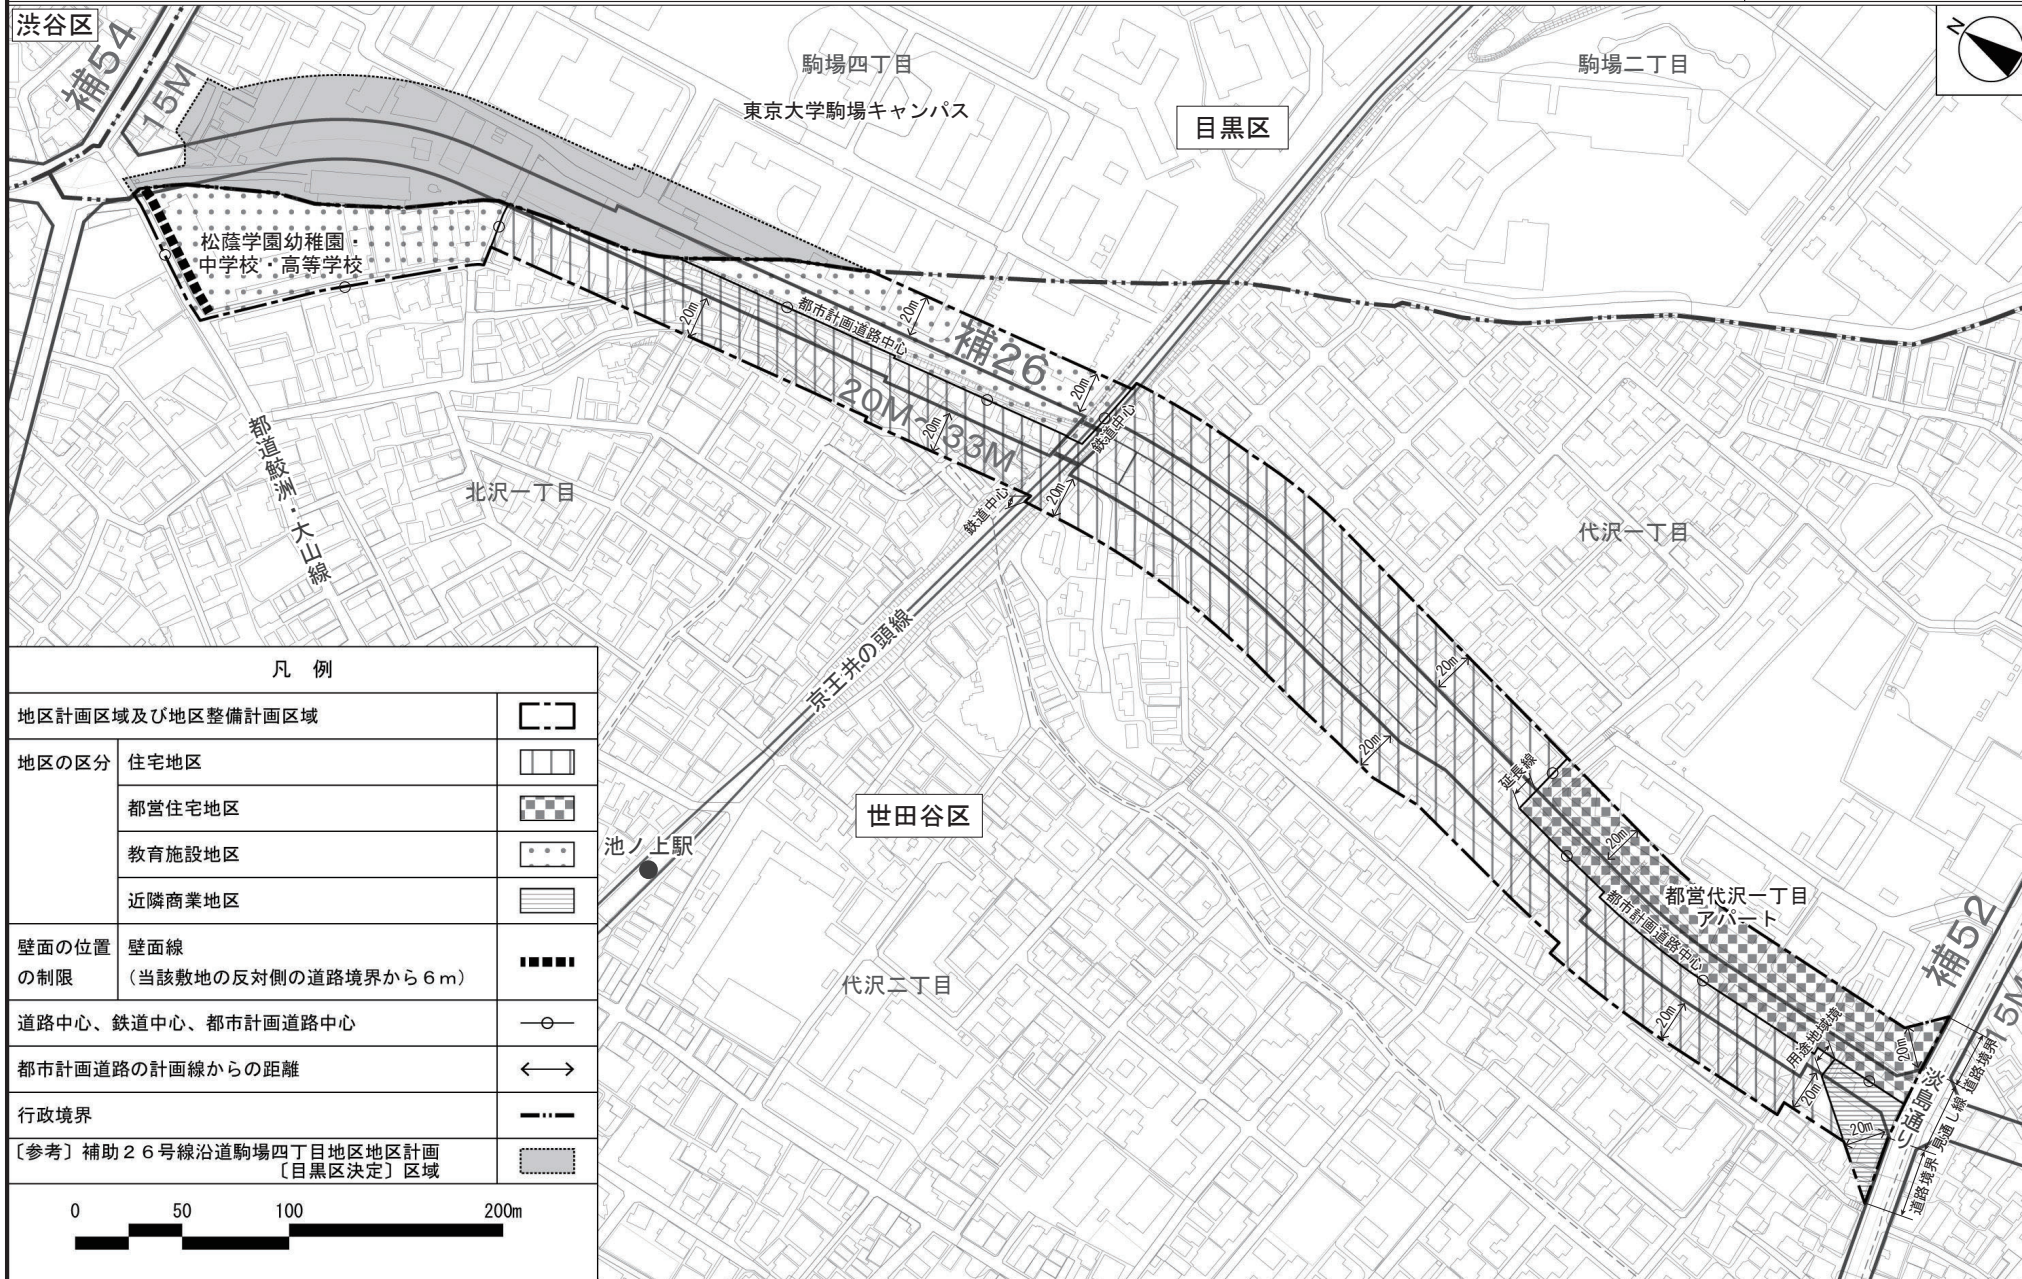 渋谷区
補54
15M
駒場四丁目
東京大学駒場キャンパス
目黒区
駒場二丁目
N
松蔭学園幼稚園・
中学校・高等学校
20m
都市計画道路中心
20m
補26
20m
20M~33M
20m
鉄道中心
鉄道中心
20m
都道鮫洲・大山線
北沢一丁目
代沢一丁目
京王井の頭線
20m
20m
延長線
世田谷区
池ノ上駅
20m
都営代沢一丁目
アパート
都市計画道路中心
補52
15M
代沢二丁目
20m
用途地域境
20m
20m
20m
淡島通り
道路境界
見通し線
道路境界
凡 例
地区計画区域及び地区整備計画区域
地区の区分
住宅地区
都営住宅地区
教育施設地区
近隣商業地区
壁面の位置
の制限
壁面線
(当該敷地の反対側の道路境界から6m)
道路中心、鉄道中心、都市計画道路中心
都市計画道路の計画線からの距離
行政境界
〔参考〕補助26号線沿道駒場四丁目地区地区計画
〔目黒区決定〕区域
0 50 100 200m